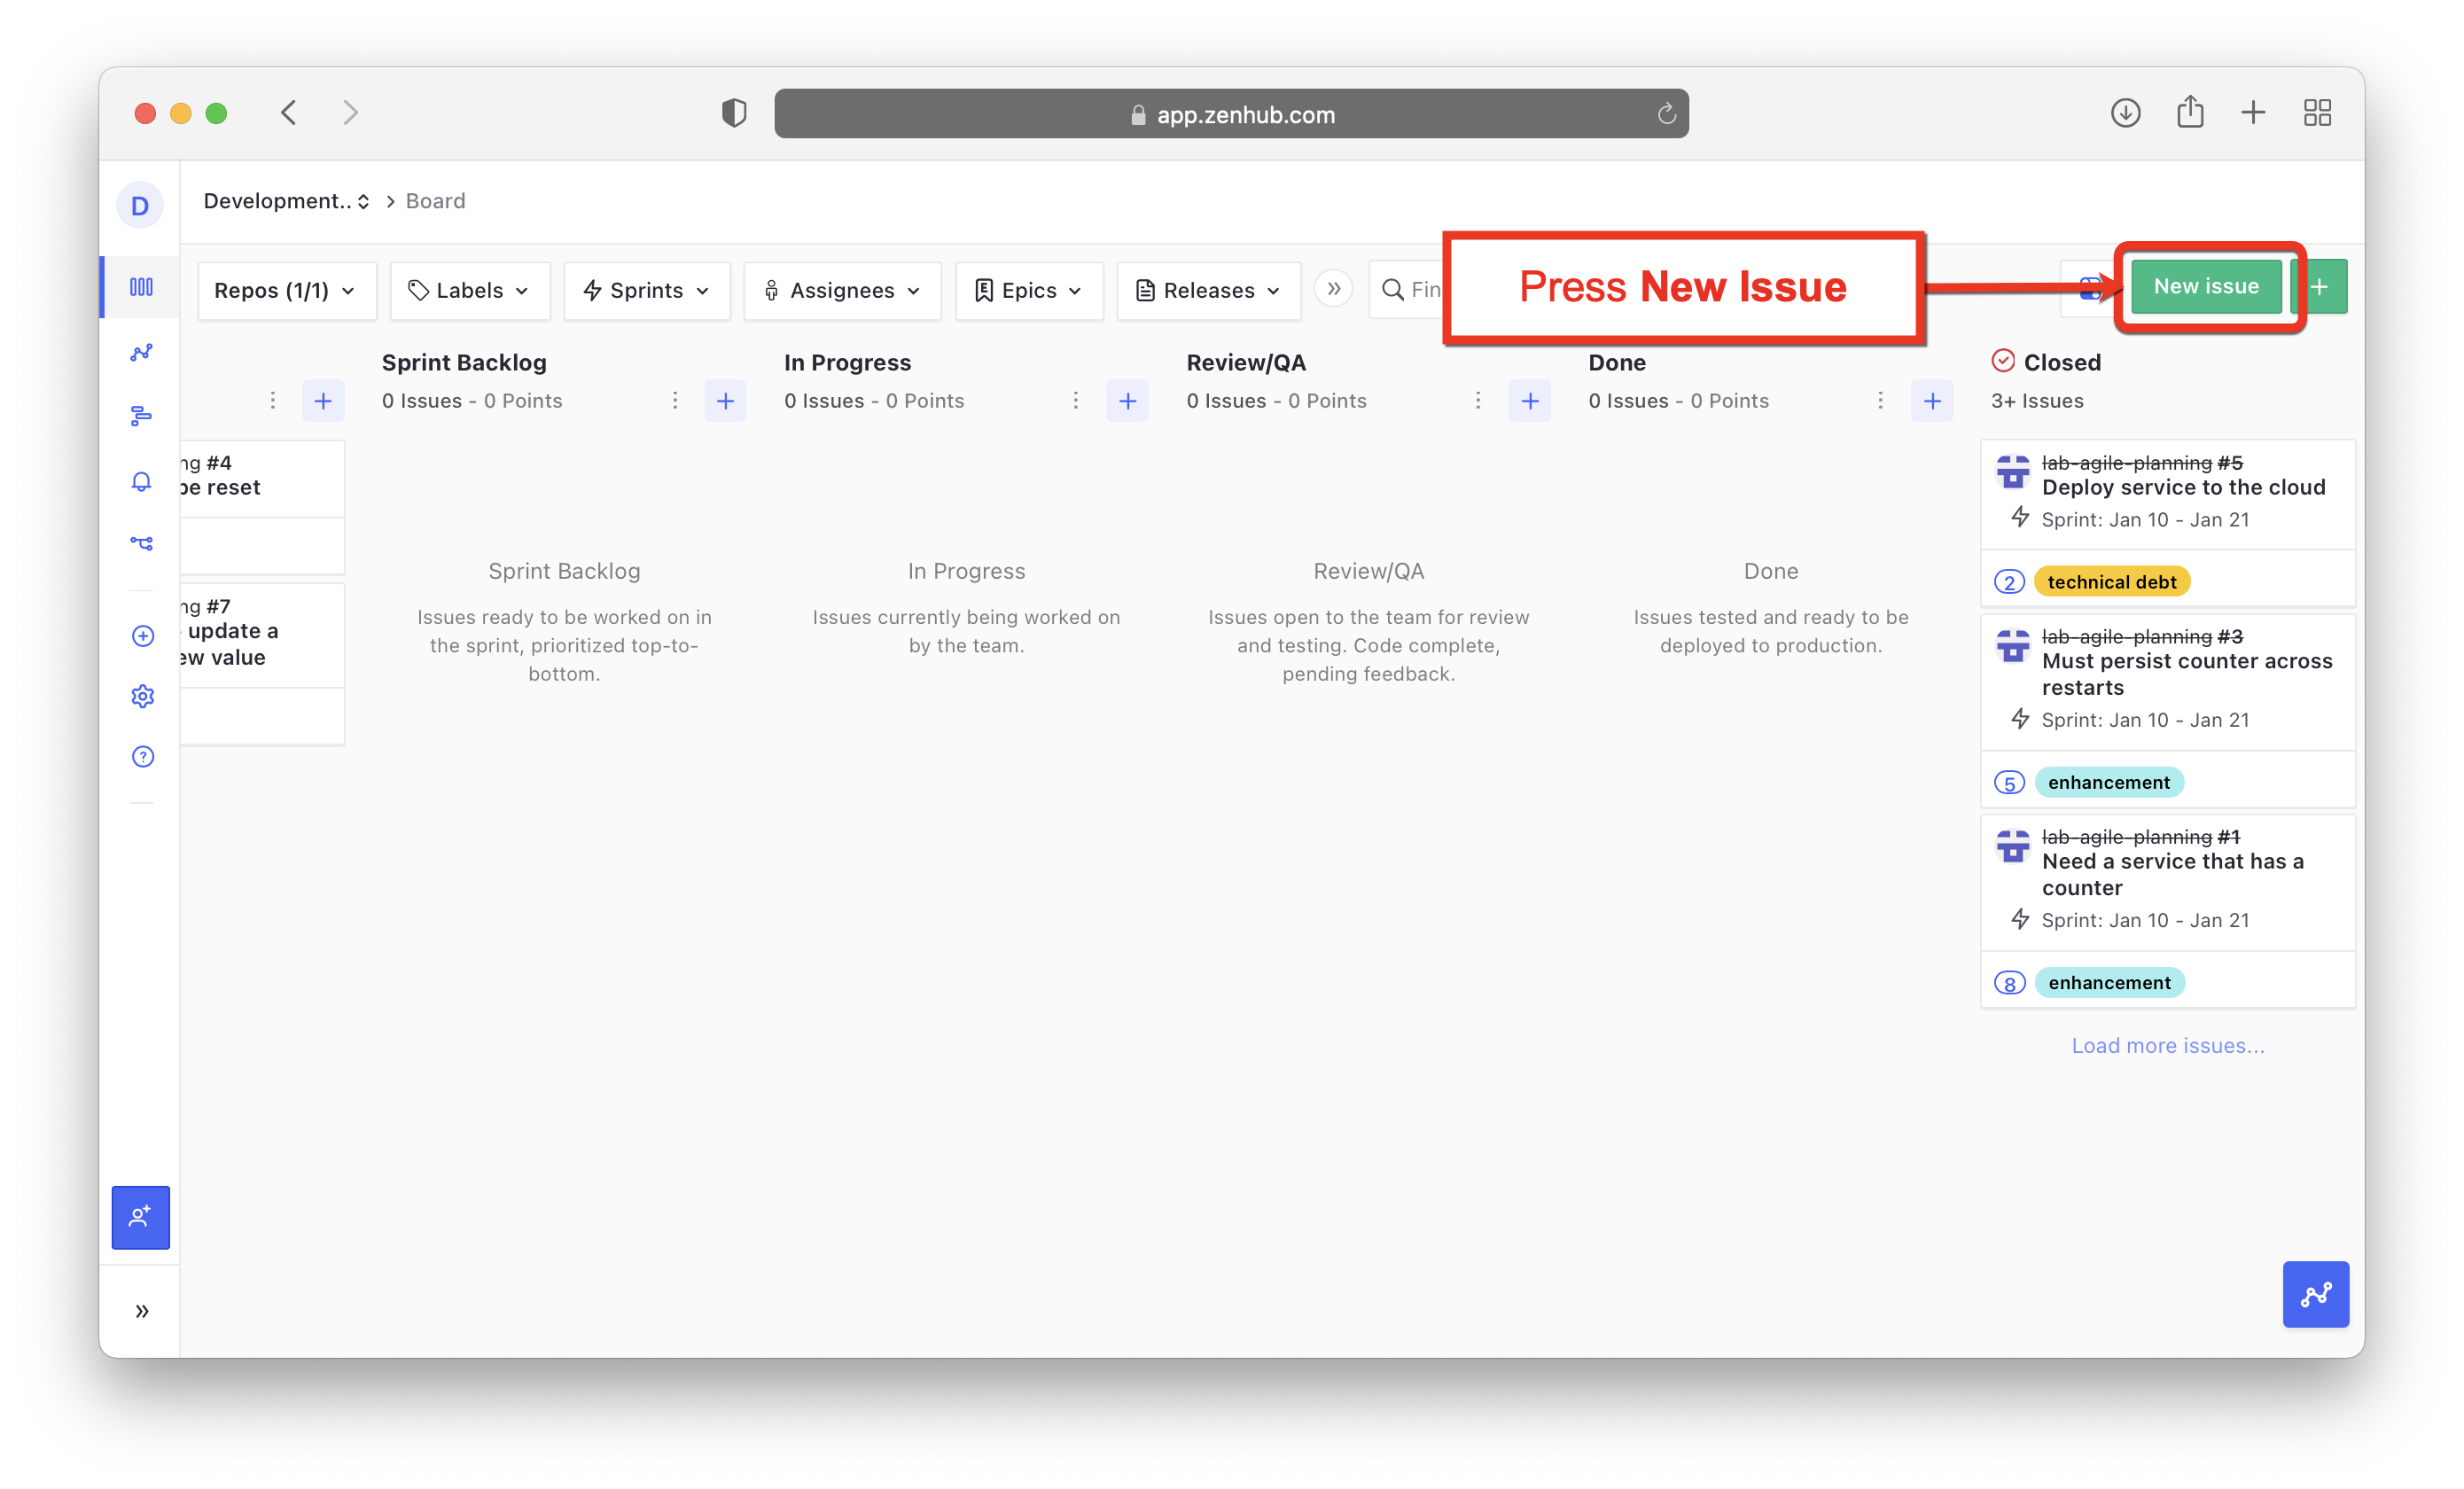 app.zenhub.com
D
Development.. > Board
Repos (1/1)
Labels
Sprints
Assignees
Epics
Releases
Fin
Press New Issue
New issue
Sprint Backlog
0 Issues - 0 Points
In Progress
0 Issues - 0 Points
Review/QA
0 Issues - 0 Points
Done
0 Issues - 0 Points
Closed
3+ Issues
ng #4
be reset
ng #7
update a
ew value
Sprint Backlog
Issues ready to be worked on in
the sprint, prioritized top-to-
bottom.
In Progress
Issues currently being worked on
by the team.
Review/QA
Issues open to the team for review
and testing. Code complete,
pending feedback.
Done
Issues tested and ready to be
deployed to production.
lab-agile-planning #5
Deploy service to the cloud
Sprint: Jan 10 - Jan 21
2 technical debt
lab-agile-planning #3
Must persist counter across
restarts
Sprint: Jan 10 - Jan 21
5 enhancement
lab-agile-planning #1
Need a service that has a
counter
Sprint: Jan 10 - Jan 21
8 enhancement
Load more issues...